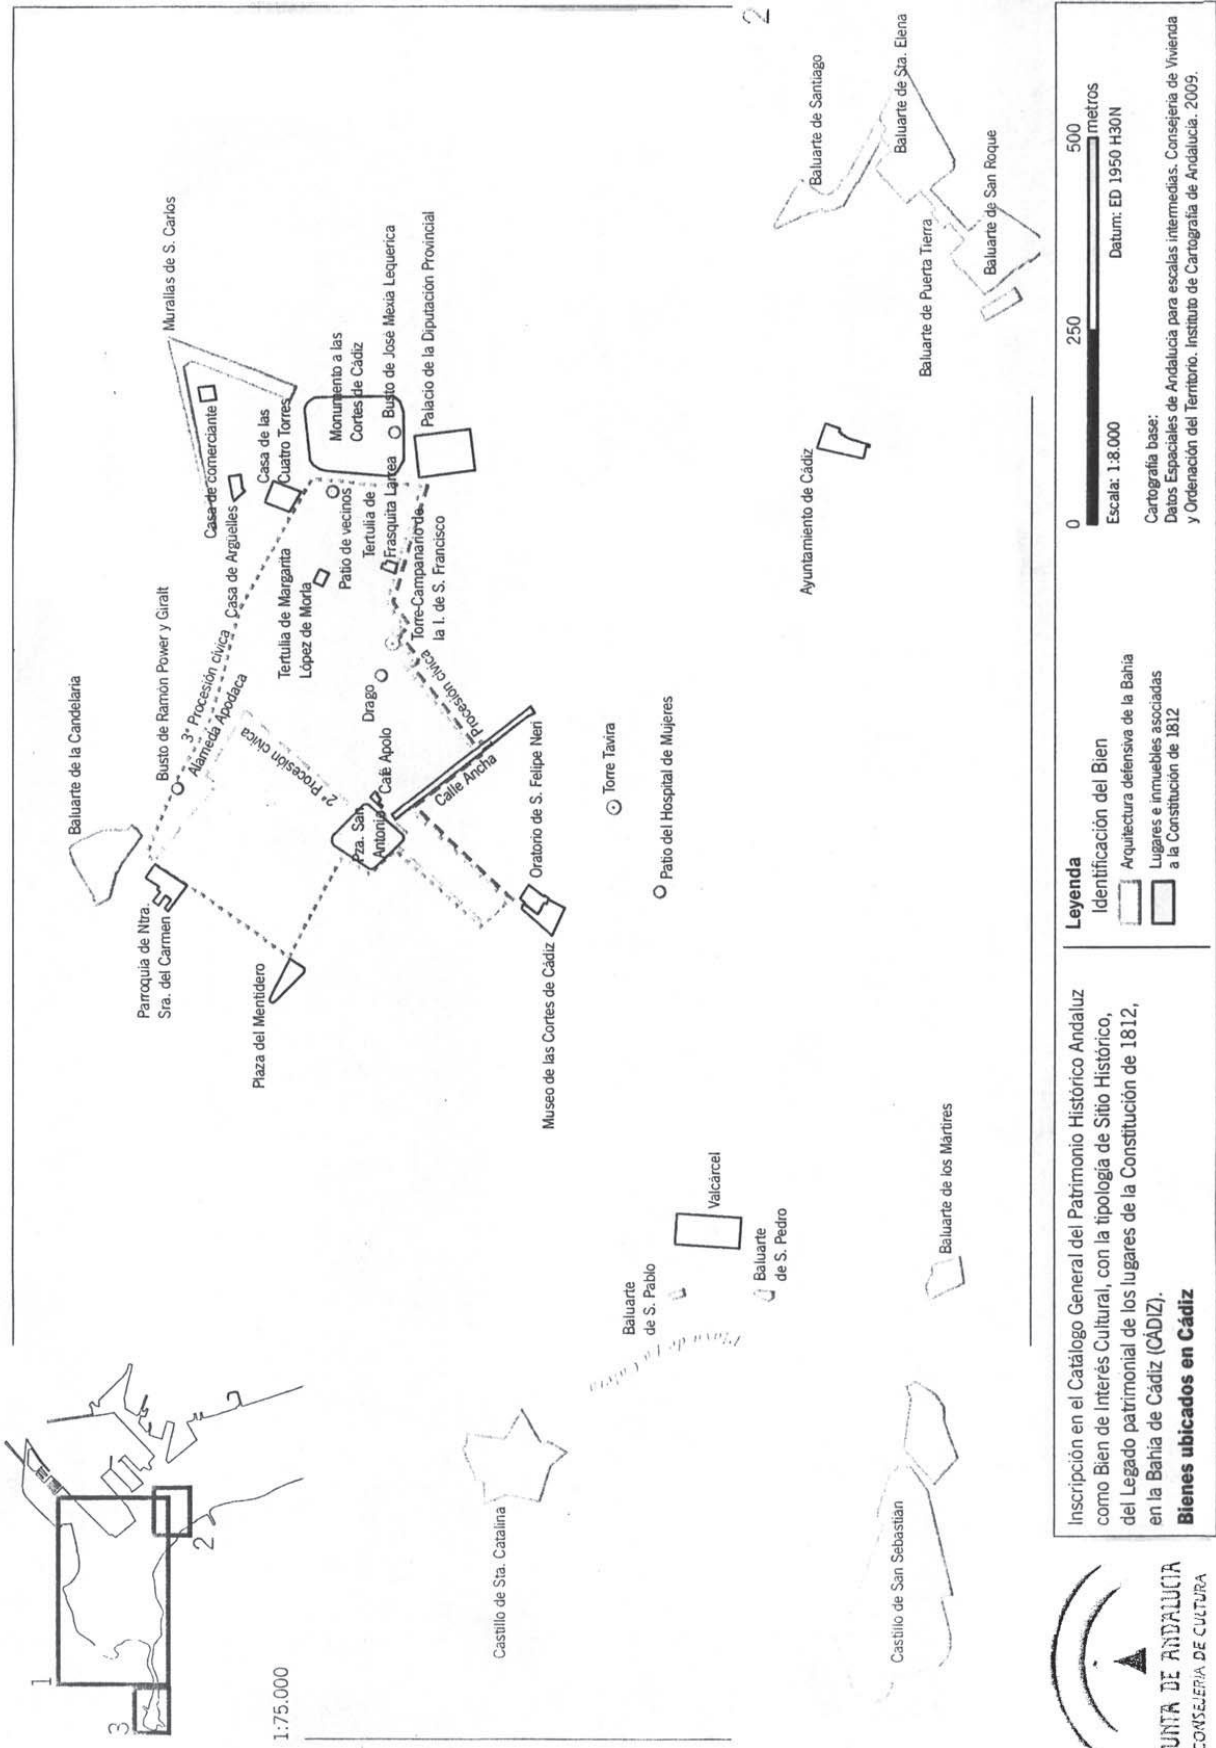 1
2
3
1:75.000
2
Baluarte de la Candelaria
Busto de Ramón Power y Giralt
Murallas de S. Carlos
Parroquia de Ntra.
Sra. del Carmen
3ª Procesión cívica
Alameda Apodaca
Casa de Argüelles
Casa de comerciante
Casa de las
Cuatro Torres
Plaza del Mentidero
2ª Procesión cívica
Tertulia de Margarita
López de Morla
Patio de vecinos
Monumento a las
Cortes de Cádiz
Tertulia de
Frasquita Larrea
Busto de José Mexía Lequerica
Pza. San
Antonio
Café Apolo
Drago
Torre-Campanario de
la I. de S. Francisco
Palacio de la Diputación Provincial
Procesión cívica
Calle Ancha
Museo de las Cortes de Cádiz
Oratorio de S. Felipe Neri
Torre Tavira
Patio del Hospital de Mujeres
Castillo de Sta. Catalina
Playa de La Caleta
Baluarte
de S. Pablo
Valcárcel
Baluarte
de S. Pedro
Ayuntamiento de Cádiz
Baluarte de Santiago
Baluarte de Sta. Elena
Baluarte de Puerta Tierra
Baluarte de San Roque
Castillo de San Sebastián
Baluarte de los Mártires
UNTA DE ANDALUCIA
CONSEJERIA DE CULTURA
Inscripción en el Catálogo General del Patrimonio Histórico Andaluz
como Bien de Interés Cultural, con la tipología de Sitio Histórico,
del Legado patrimonial de los lugares de la Constitución de 1812,
en la Bahía de Cádiz (CÁDIZ).
Bienes ubicados en Cádiz
Leyenda
Identificación del Bien
Arquitectura defensiva de la Bahía
Lugares e inmuebles asociadas
a la Constitución de 1812
0 250 500
metros
Escala: 1:8.000 Datum: ED 1950 H30N
Cartografía base:
Datos Espaciales de Andalucía para escalas intermedias. Consejería de Vivienda
y Ordenación del Territorio. Instituto de Cartografía de Andalucía. 2009.